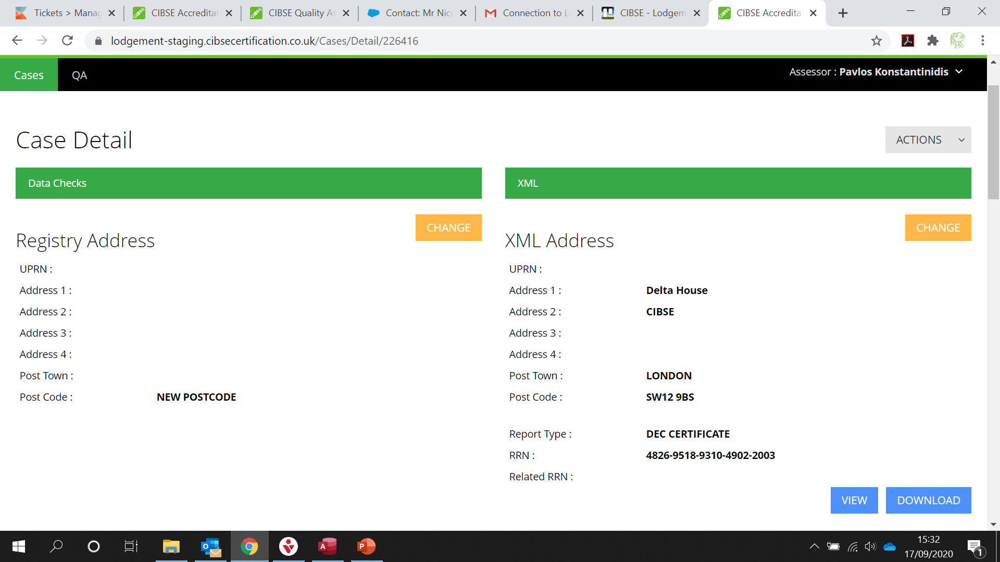 Tickets > Manag
CIBSE Accreditat
CIBSE Quality As
Contact: Mr Nico
Connection to La
CIBSE - Lodgem
CIBSE Accreditat
lodgement-staging.cibsecertification.co.uk/Cases/Detail/226416
Cases
QA
Assessor : Pavlos Konstantinidis
Case Detail
ACTIONS
Data Checks
XML
CHANGE
CHANGE
Registry Address
XML Address
UPRN :
UPRN :
Address 1 :
Address 1 : Delta House
Address 2 :
Address 2 : CIBSE
Address 3 :
Address 3 :
Address 4 :
Address 4 :
Post Town :
Post Town : LONDON
Post Code : NEW POSTCODE
Post Code : SW12 9BS
Report Type : DEC CERTIFICATE
RRN : 4826-9518-9310-4902-2003
Related RRN :
VIEW
DOWNLOAD
15:32
17/09/2020
1